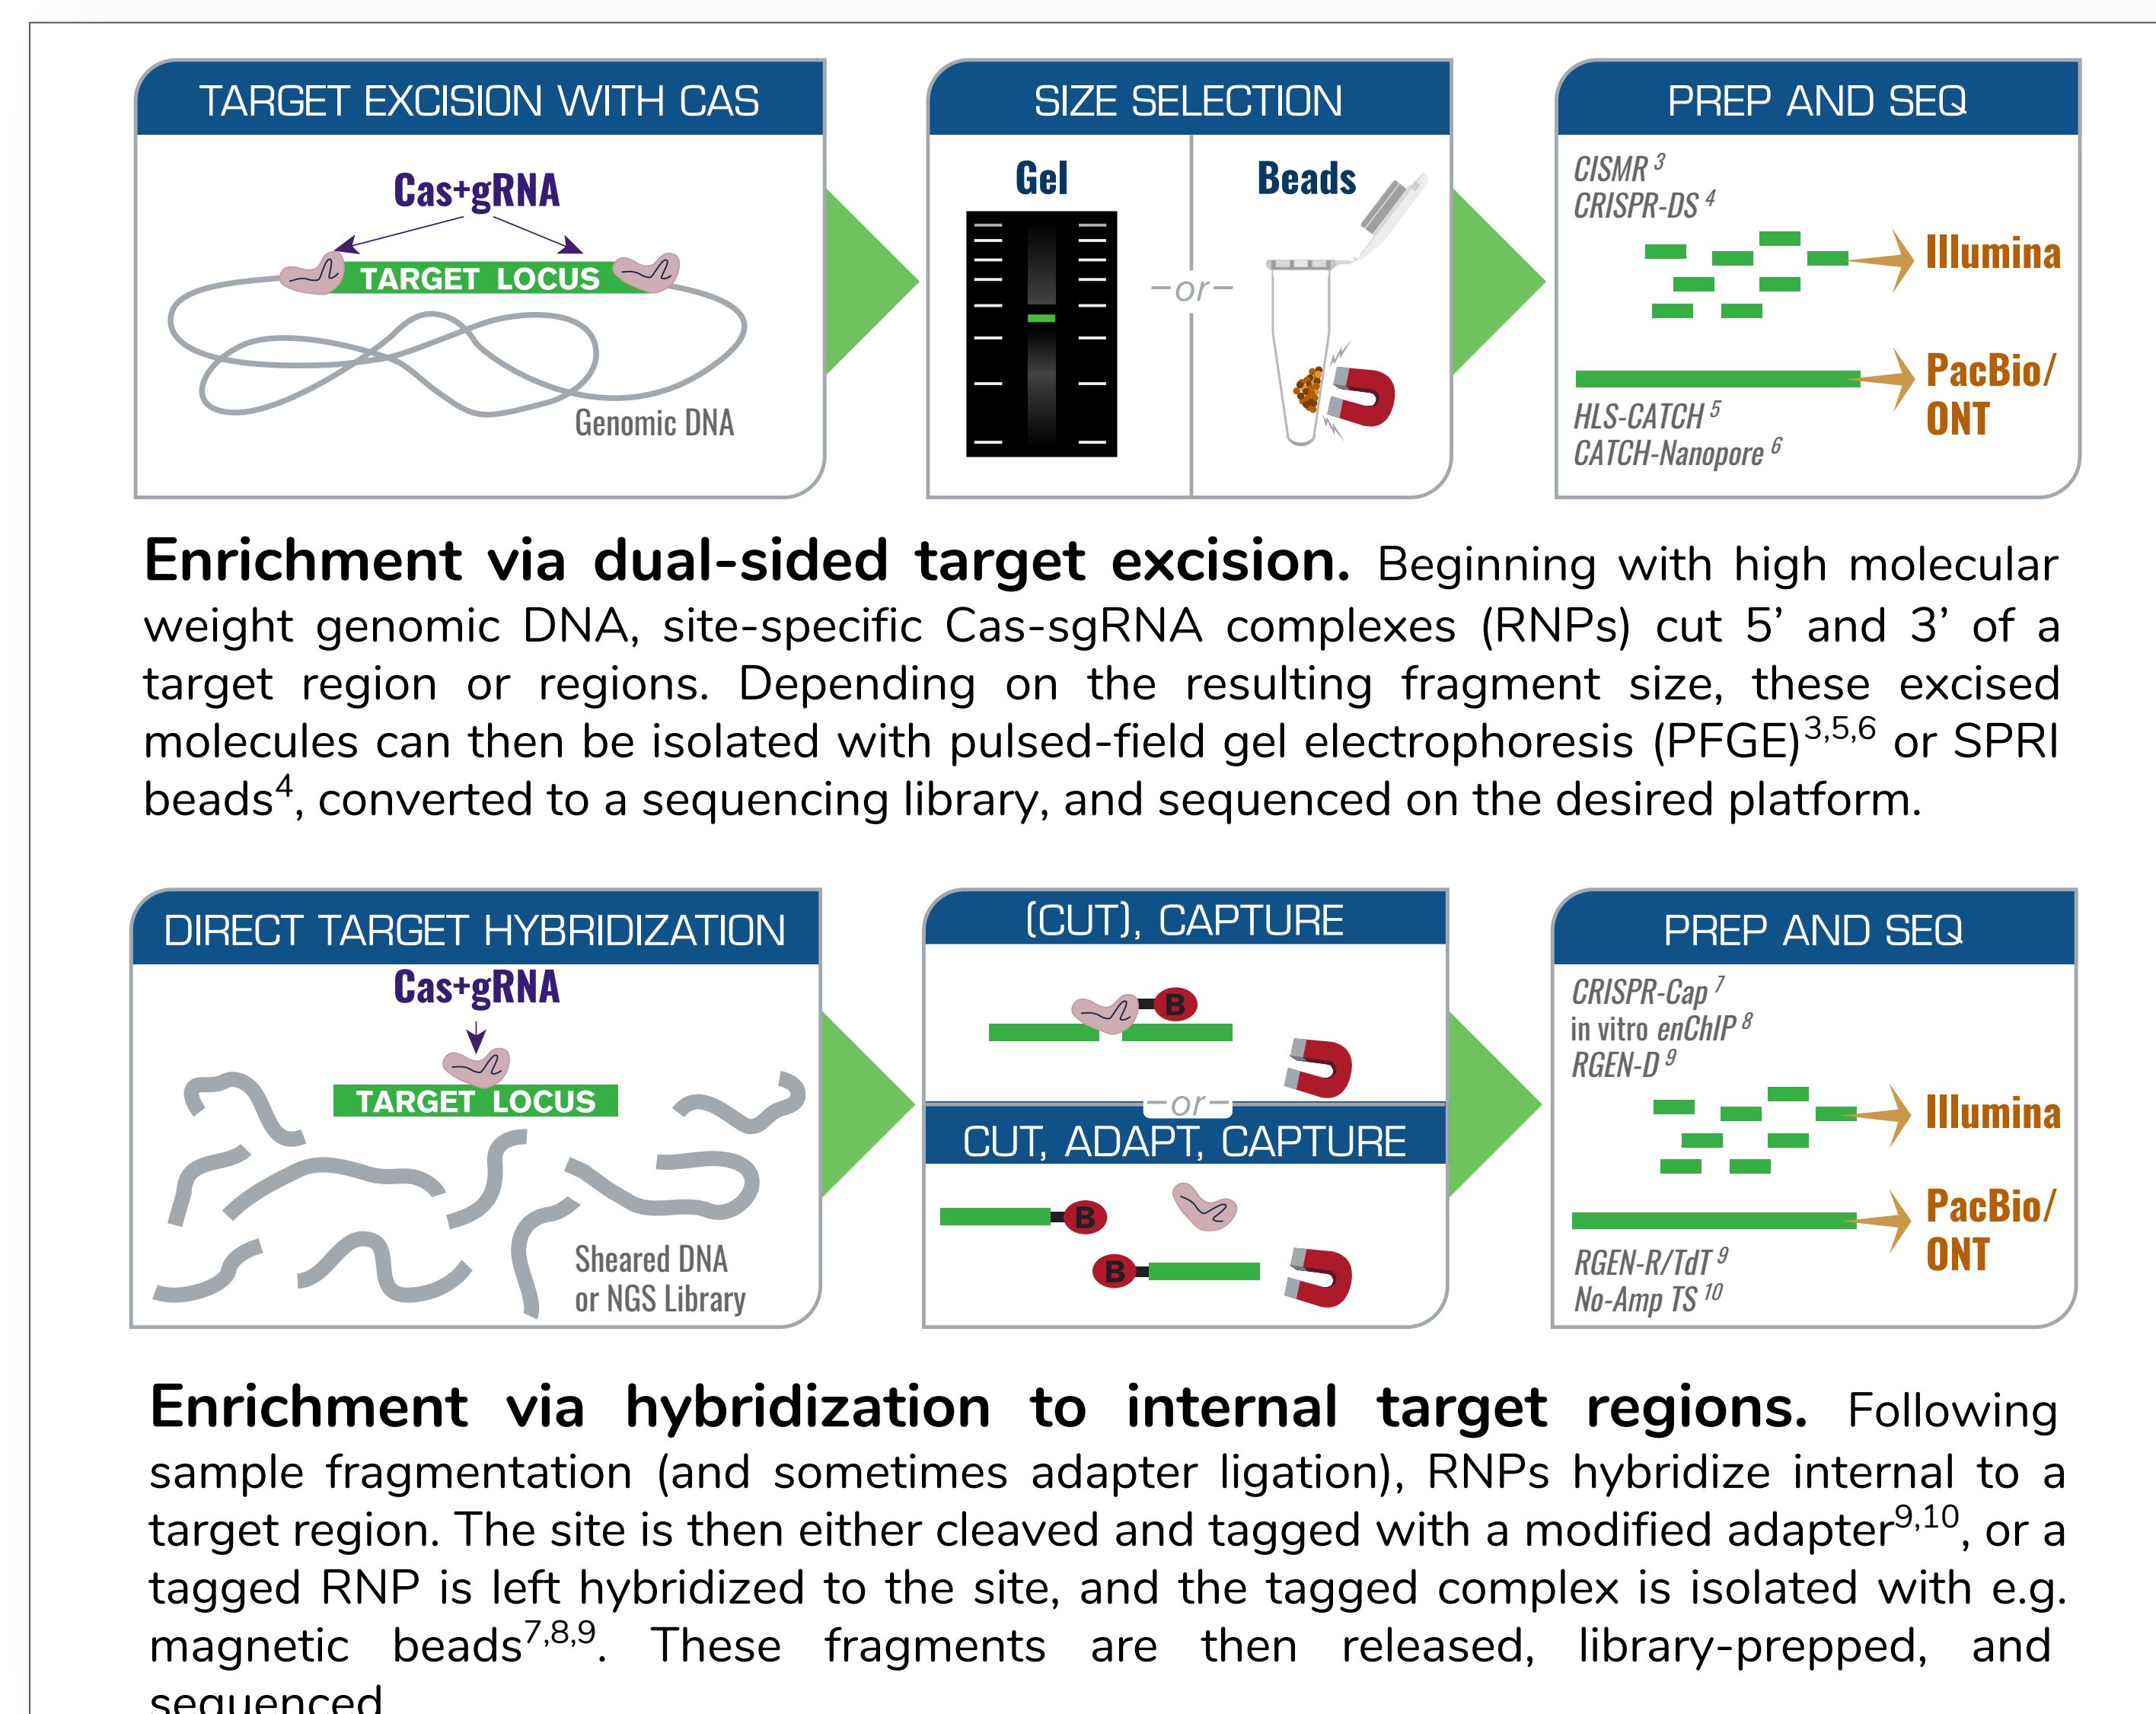 TARGET EXCISION WITH CAS
Cas+gRNA
TARGET LOCUS
Genomic DNA
SIZE SELECTION
Gel
–or–
Beads
PREP AND SEQ
CISMR 3
CRISPR-DS 4
Illumina
PacBio/
ONT
HLS-CATCH 5
CATCH-Nanopore 6
Enrichment via dual-sided target excision. Beginning with high molecular
weight genomic DNA, site-specific Cas-sgRNA complexes (RNPs) cut 5’ and 3’ of a
target region or regions. Depending on the resulting fragment size, these excised
molecules can then be isolated with pulsed-field gel electrophoresis (PFGE)3,5,6 or SPRI
beads4, converted to a sequencing library, and sequenced on the desired platform.
DIRECT TARGET HYBRIDIZATION
Cas+gRNA
TARGET LOCUS
Sheared DNA
or NGS Library
(CUT), CAPTURE
B
–or–
CUT, ADAPT, CAPTURE
B
B
PREP AND SEQ
CRISPR-Cap 7
in vitro enChIP 8
RGEN-D 9
Illumina
PacBio/
ONT
RGEN-R/TdT 9
No-Amp TS 10
Enrichment via hybridization to internal target regions. Following
sample fragmentation (and sometimes adapter ligation), RNPs hybridize internal to a
target region. The site is then either cleaved and tagged with a modified adapter9,10, or a
tagged RNP is left hybridized to the site, and the tagged complex is isolated with e.g.
magnetic beads7,8,9. These fragments are then released, library-prepped, and
sequenced